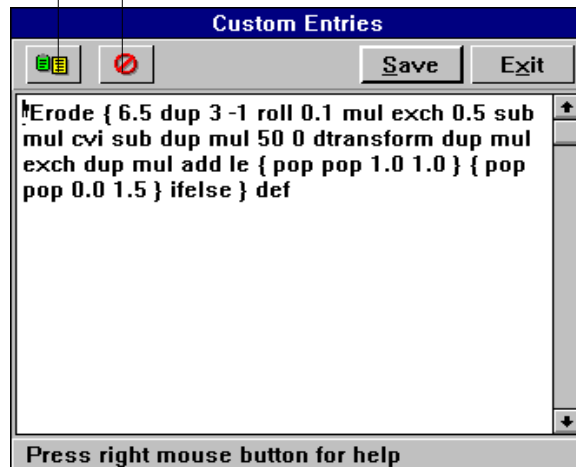 Custom Entries
Save Exit
/Erode { 6.5 dup 3 -1 roll 0.1 mul exch 0.5 sub
mul cvi sub dup mul 50 0 dtransform dup mul
exch dup mul add le { pop pop 1.0 1.0 } { pop
pop 0.0 1.5 } ifelse } def
Press right mouse button for help